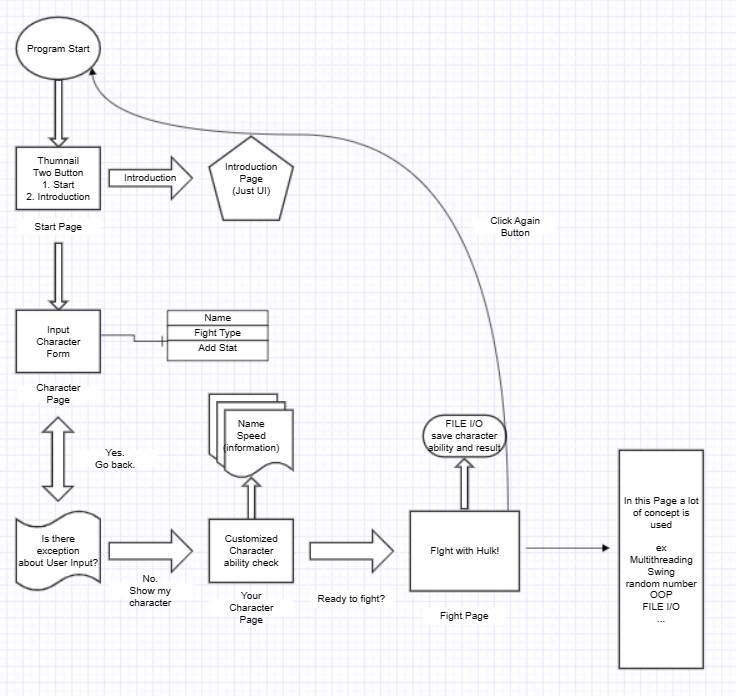 Program Start
Thumnail
Two Button
1. Start
2. Introduction
Introduction
Introduction
Page
(Just UI)
Start Page
Click Again
Button
Input
Character
Form
Name
Fight Type
Add Stat
Character
Page
Yes.
Go back.
Name
Speed
(information)
FILE I/O
save character
ability and result
Is there
exception
about User Input?
No.
Show my
character
Customized
Character
ability check
Your
Character
Page
Ready to fight?
FIght with Hulk!
Fight Page
In this Page a lot
of concept is
used
ex
Multithreading
Swing
random number
OOP
FILE I/O
...